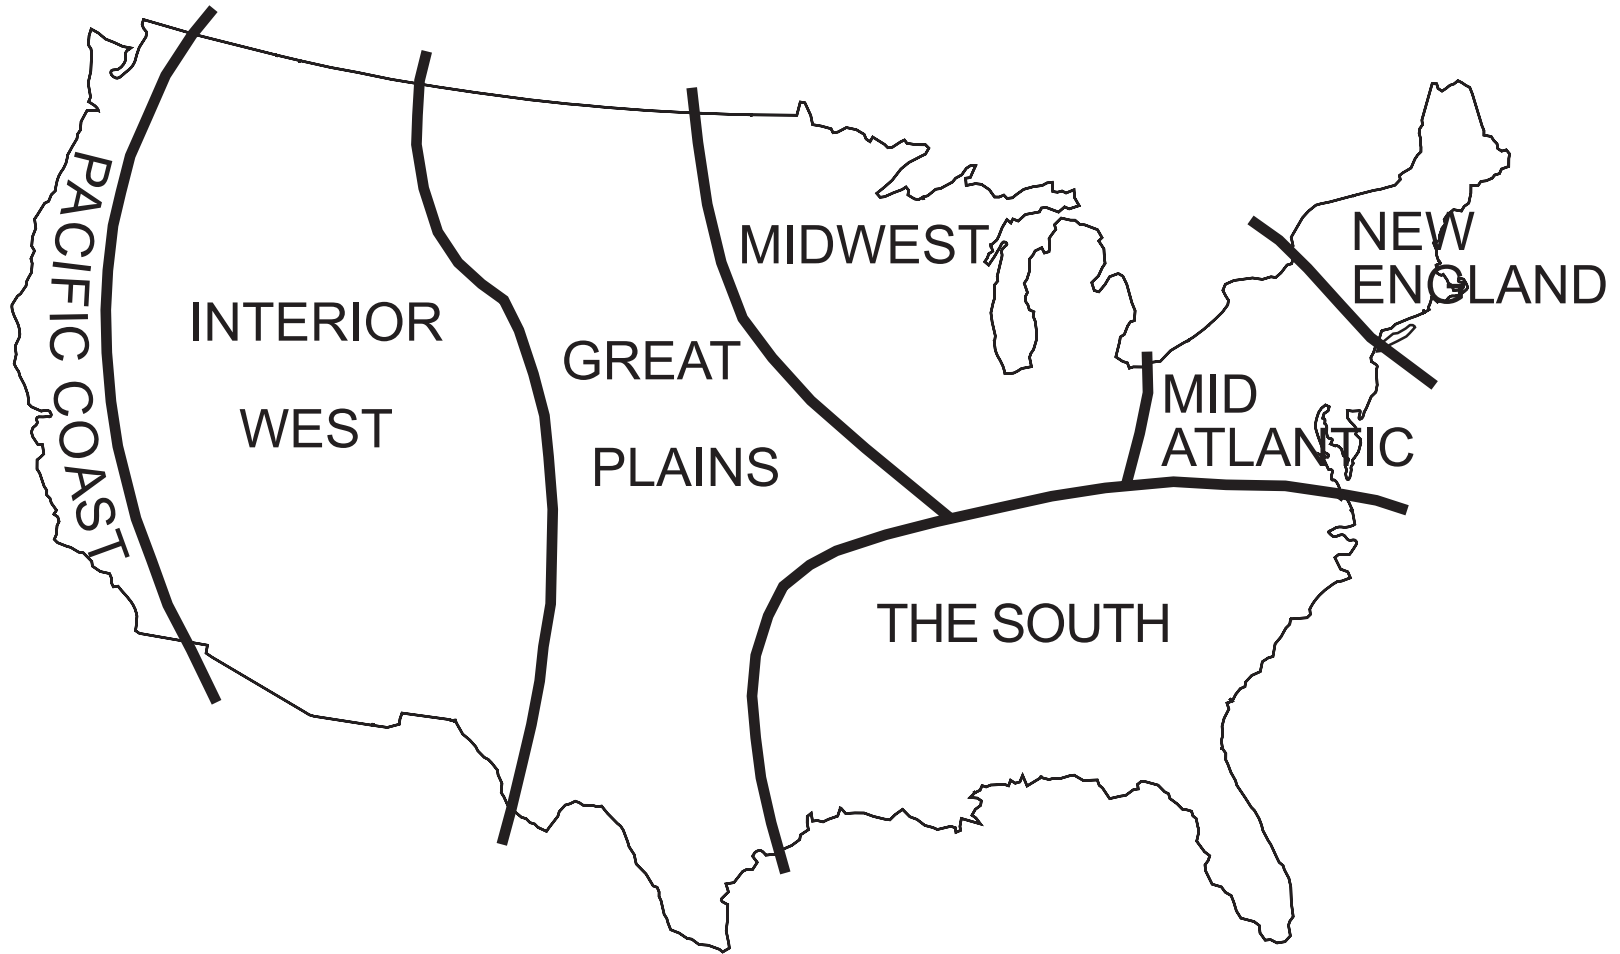 PACIFIC COAST
INTERIOR
WEST
GREAT
PLAINS
MIDWEST
NEW
ENGLAND
MID
ATLANTIC
THE SOUTH